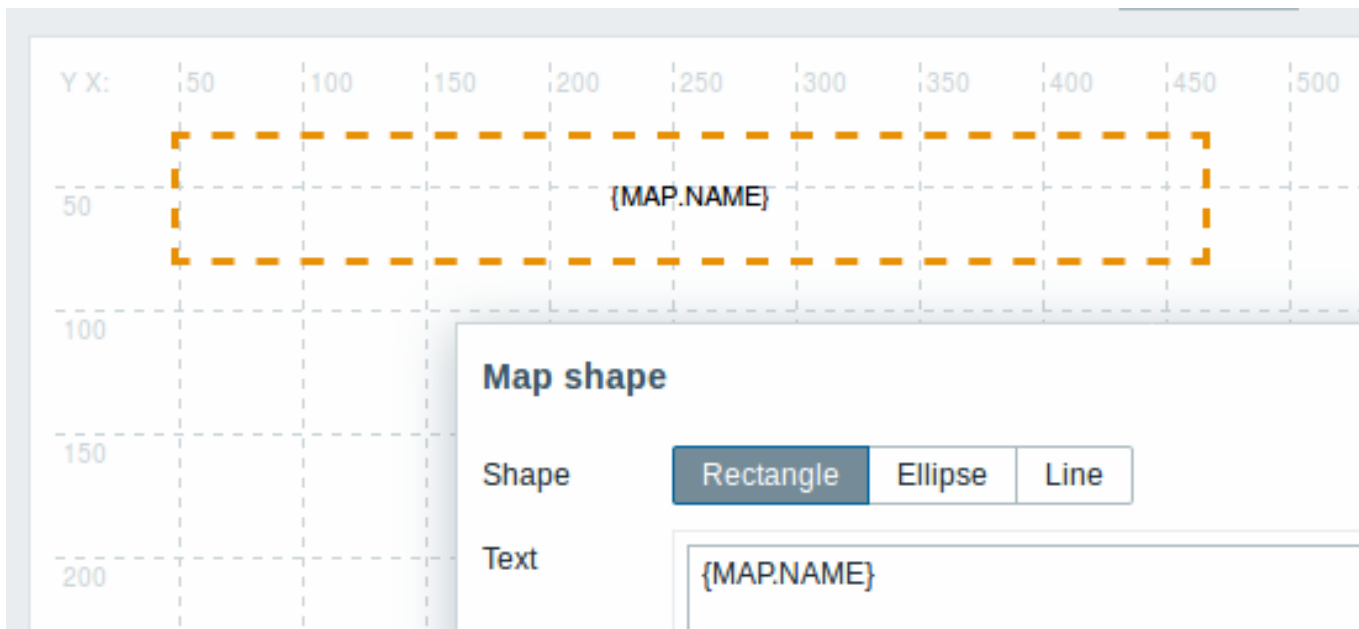 Y X: 50 100 150 200 250 300 350 400 450 500
50
{MAP.NAME}
100
150
200
Map shape
Shape Rectangle Ellipse Line
Text {MAP.NAME}